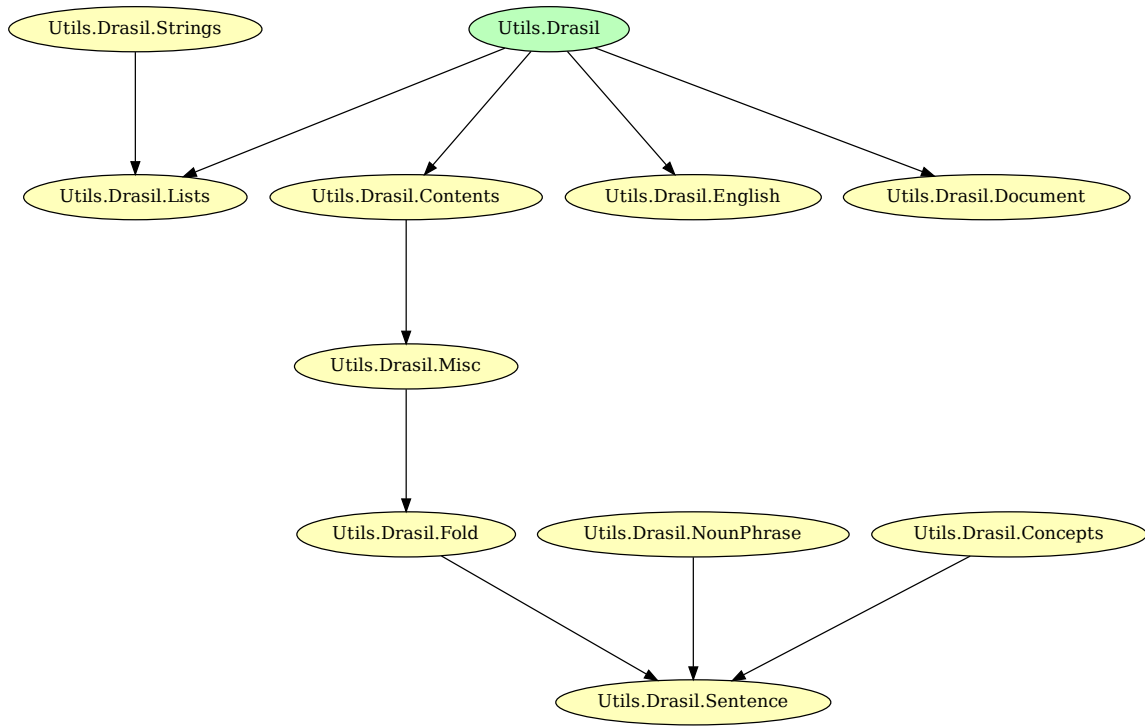 Utils.Drasil.Strings
Utils.Drasil
Utils.Drasil.Lists
Utils.Drasil.Contents
Utils.Drasil.English
Utils.Drasil.Document
Utils.Drasil.Misc
Utils.Drasil.Fold
Utils.Drasil.NounPhrase
Utils.Drasil.Concepts
Utils.Drasil.Sentence